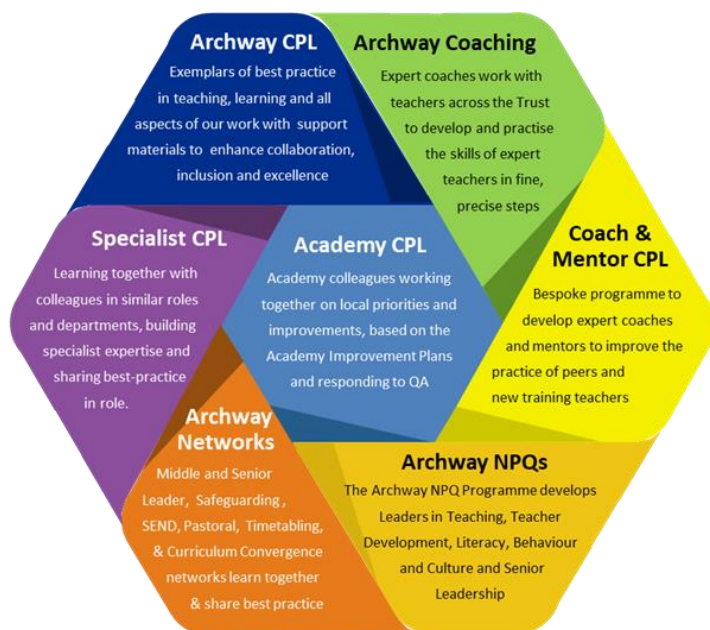 Archway CPL
Exemplars of best practice
in teaching, learning and all
aspects of our work with support
materials to enhance collaboration,
inclusion and excellence
Archway Coaching
Expert coaches work with
teachers across the Trust
to develop and practise
the skills of expert
teachers in fine,
precise steps
Specialist CPL
Learning together with
colleagues in similar roles
and departments, building
specialist expertise and
sharing best-practice
in role.
Academy CPL
Academy colleagues working
together on local priorities and
improvements, based on the
Academy Improvement Plans
and responding to QA
Coach &
Mentor CPL
Bespoke programme to
develop expert coaches
and mentors to improve the
practice of peers and
new training teachers
Archway
Networks
Middle and Senior
Leader, Safeguarding,
SEND, Pastoral, Timetabling,
& Curriculum Convergence
networks learn together
& share best practice
Archway NPQs
The Archway NPQ Programme develops
Leaders in Teaching, Teacher
Development, Literacy, Behaviour
and Culture and Senior
Leadership